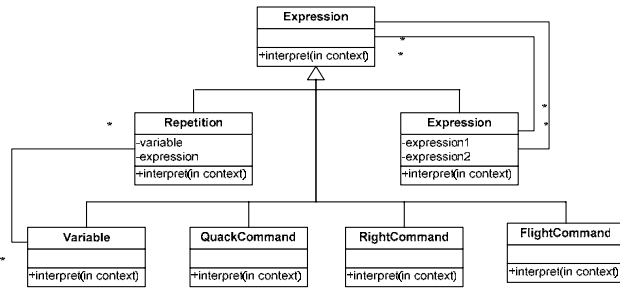 Expression
+interpret(in context)
*
*
Repetition
-variable
-expression
+interpret(in context)
*
Expression
-expression1
-expression2
+interpret(in context)
*
*
Variable
+interpret(in context)
*
QuackCommand
+interpret(in context)
RightCommand
+interpret(in context)
FlightCommand
+interpret(in context)